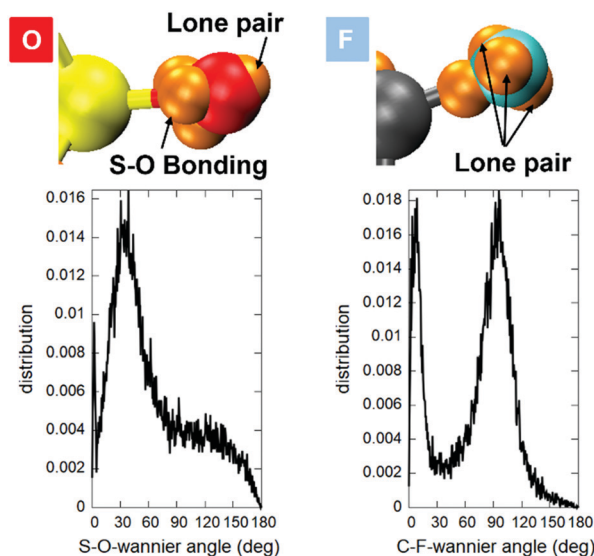 O
Lone pair
S-O Bonding
F
Lone pair
0.016
0.014
0.012
0.01
0.008
0.006
0.004
0.002
0
distribution
0 30 60 90 120 150 180
S-O-wannier angle (deg)
0.018
0.016
0.014
0.012
0.01
0.008
0.006
0.004
0.002
0
distribution
0 30 60 90 120 150 180
C-F-wannier angle (deg)